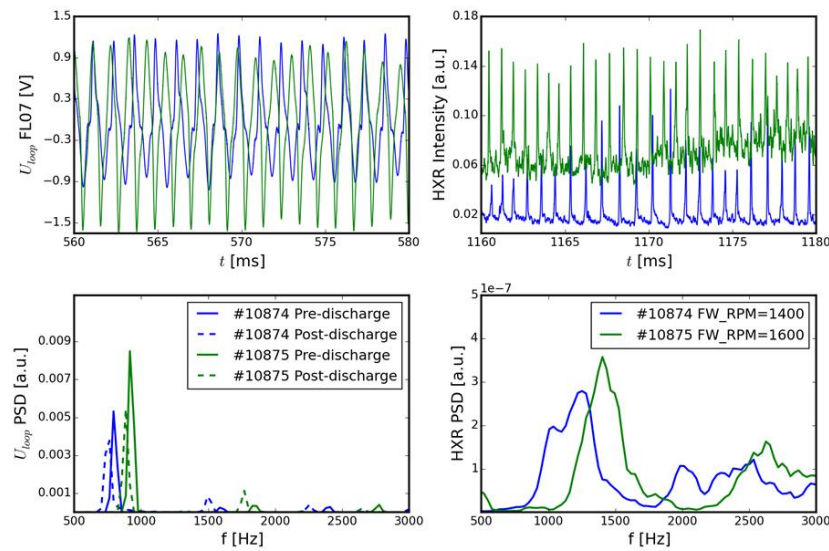 1.5
0.9
0.3
−0.3
−0.9
−1.5
U_loop FL07 [V]
560 565 570 575 580
t [ms]
0.18
0.14
0.10
0.06
0.02
HXR Intensity [a.u.]
1160 1165 1170 1175 1180
t [ms]
0.009
0.007
0.005
0.003
0.001
U_loop PSD [a.u.]
#10874 Pre-discharge
#10874 Post-discharge
#10875 Pre-discharge
#10875 Post-discharge
500 1000 1500 2000 2500 3000
f [Hz]
5 1e−7
4
3
2
1
HXR PSD [a.u.]
#10874 FW_RPM=1400
#10875 FW_RPM=1600
500 1000 1500 2000 2500 3000
f [Hz]